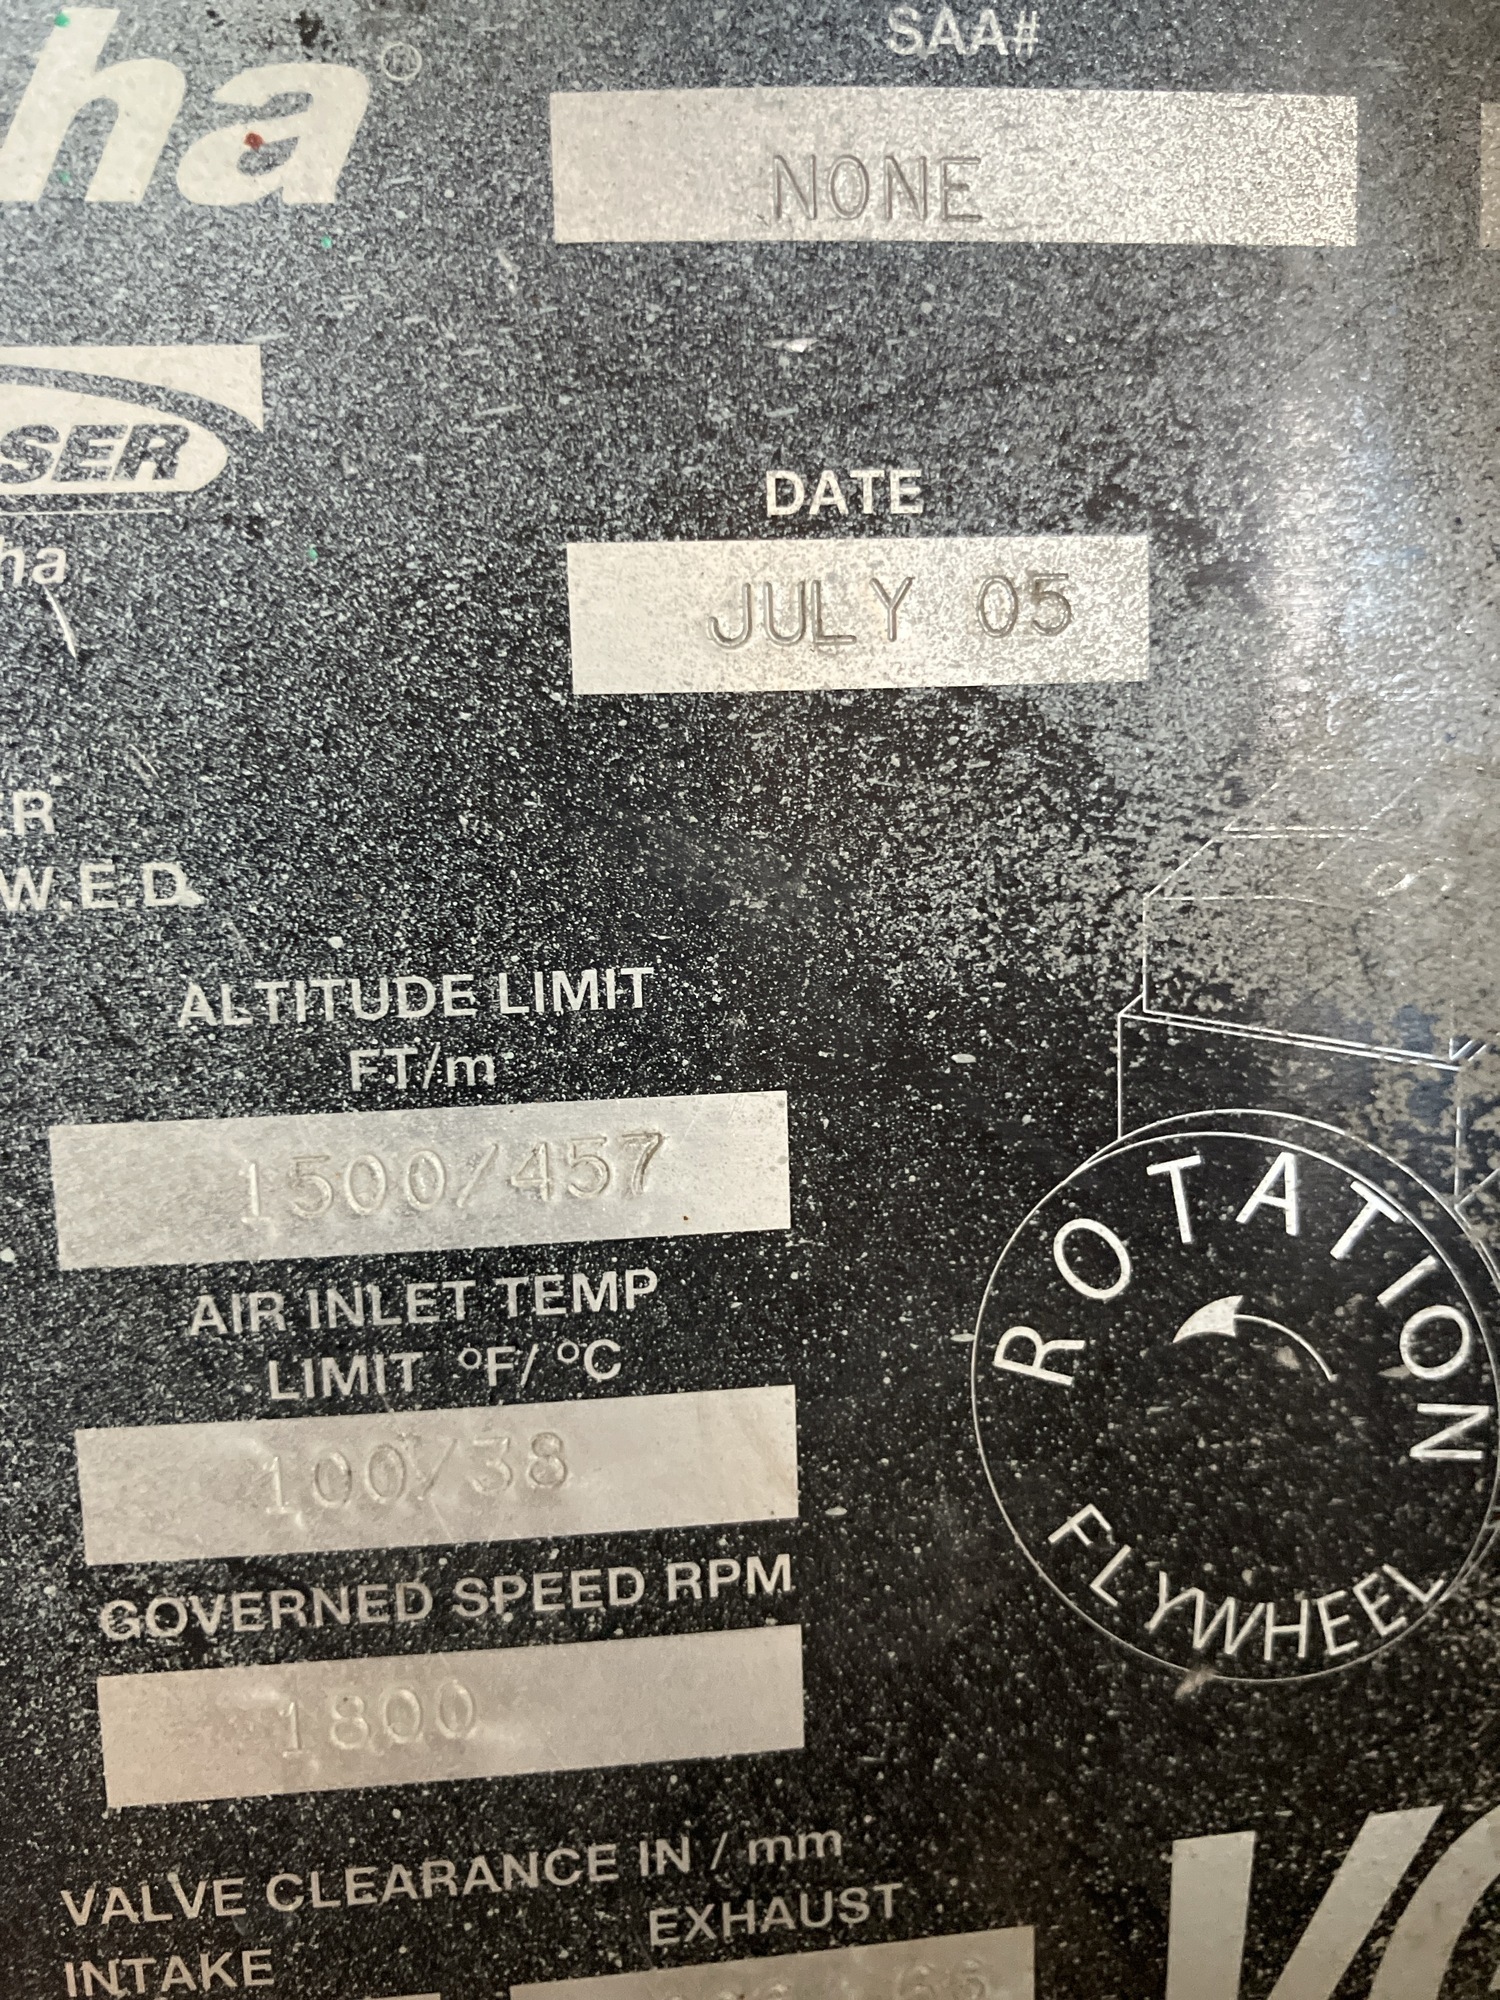 ha®
SAA#
NONE
SER
ha
DATE
JULY 05
W.E.D.
ALTITUDE LIMIT
FT/m
1500/457
AIR INLET TEMP
LIMIT °F/ °C
100/38
GOVERNED SPEED RPM
1800
ROTATION
FLYWHEEL
VALVE CLEARANCE IN / mm
INTAKE
EXHAUST